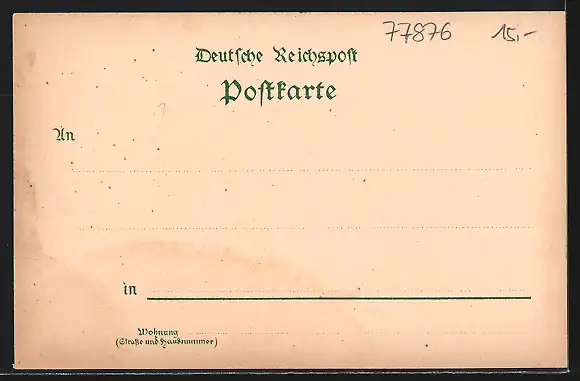 77876 15,-
Deutſche Reichspoſt
Poſtkarte
An
in
Wohnung
(Straße und Hausnummer)